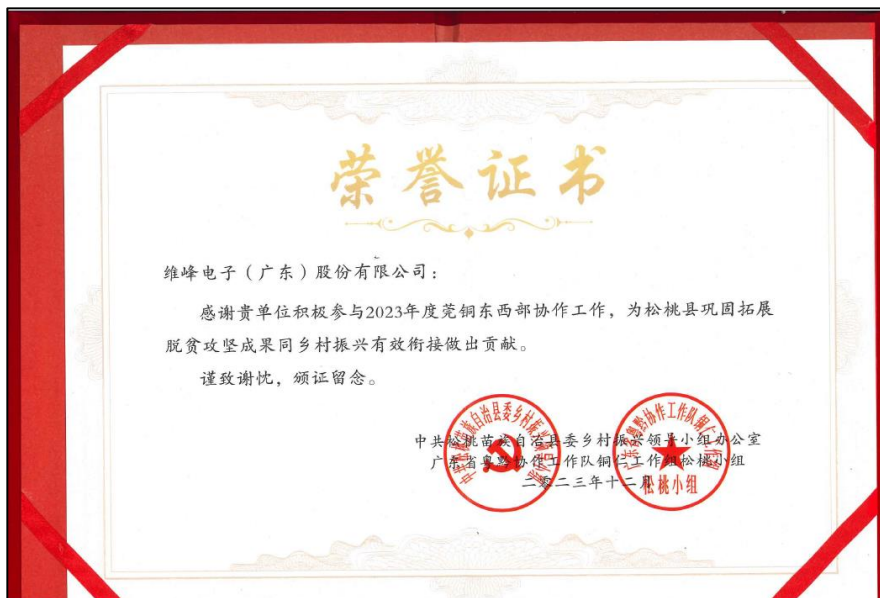 荣誉证书
维峰电子（广东）股份有限公司：
感谢贵单位积极参与2023年度莞铜东西部协作工作，为松桃县巩固拓展
脱贫攻坚成果同乡村振兴有效衔接做出贡献。
谨致谢忱，颁证留念。
中共松桃苗族自治县委乡村振兴领导小组办公室
广东省粤黔协作工作队铜仁工作组松桃小组
二零二三年十二月
松桃小组